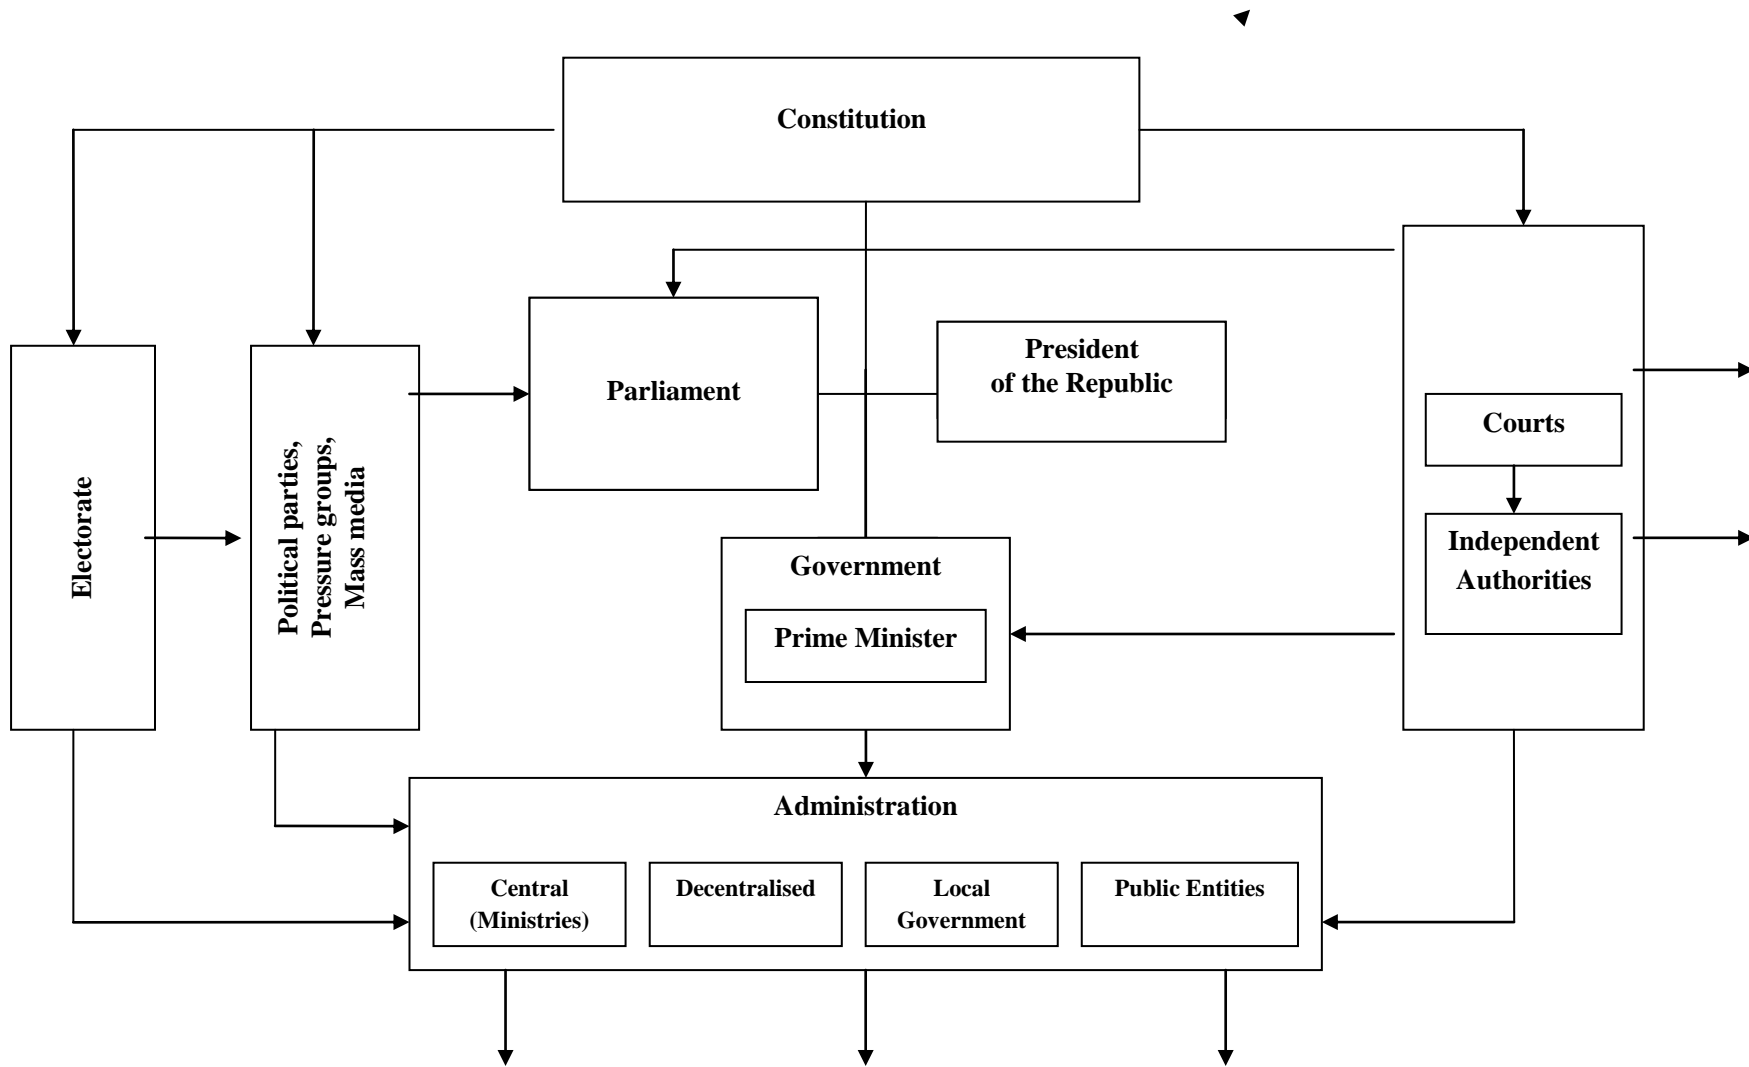 Constitution
President
of the Republic
Parliament
Courts
Electorate
Political parties,
Pressure groups,
Mass media
Independent
Authorities
Government
Prime Minister
Administration
Central
(Ministries)
Decentralised
Local
Government
Public Entities